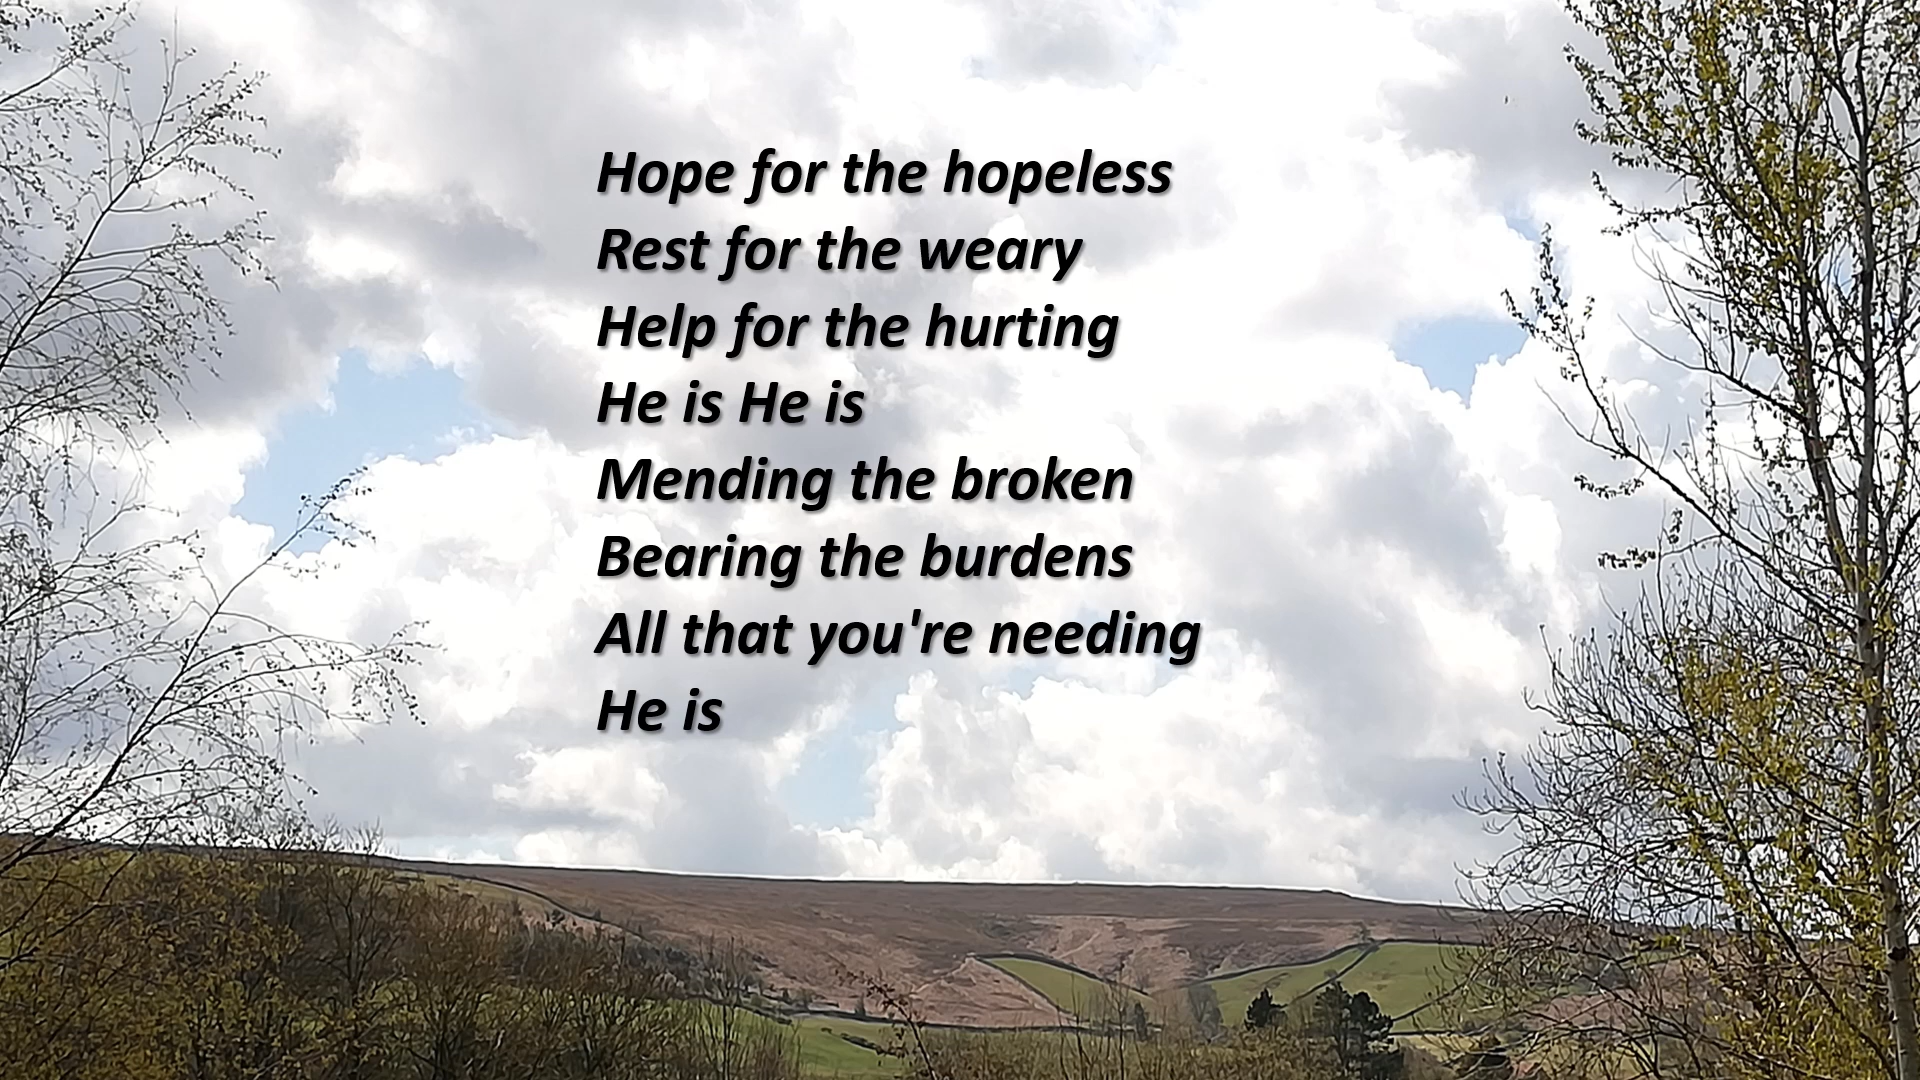 Hope for the hopeless
Rest for the weary
Help for the hurting
He is He is
Mending the broken
Bearing the burdens
All that you're needing
He is